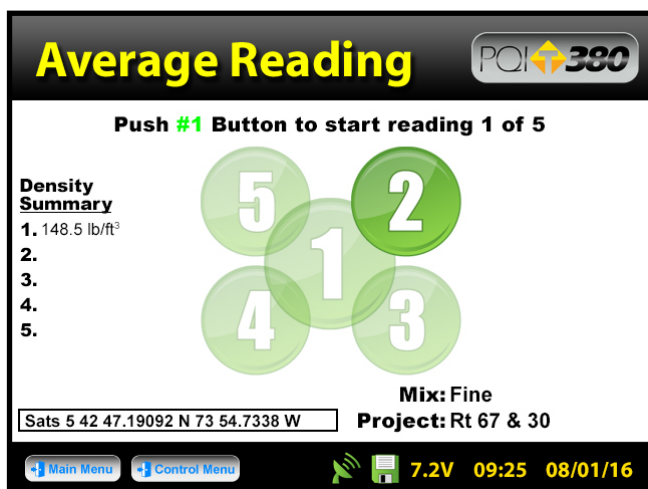 Average Reading
PQI T 380
Push #1 Button to start reading 1 of 5
Density
Summary
1. 148.5 lb/ft³
2.
3.
4.
5.
5
2
1
4
3
Mix: Fine
Sats 5 42 47.19092 N 73 54.7338 W
Project: Rt 67 & 30
Main Menu
Control Menu
7.2V 09:25 08/01/16